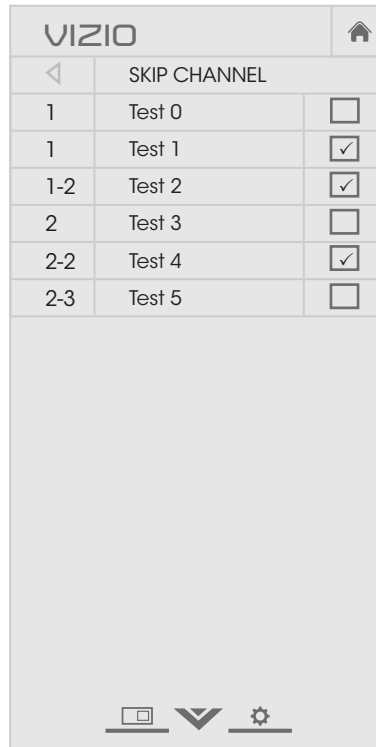 VIZIO
SKIP CHANNEL
1 Test 0
1 Test 1
1-2 Test 2
2 Test 3
2-2 Test 4
2-3 Test 5